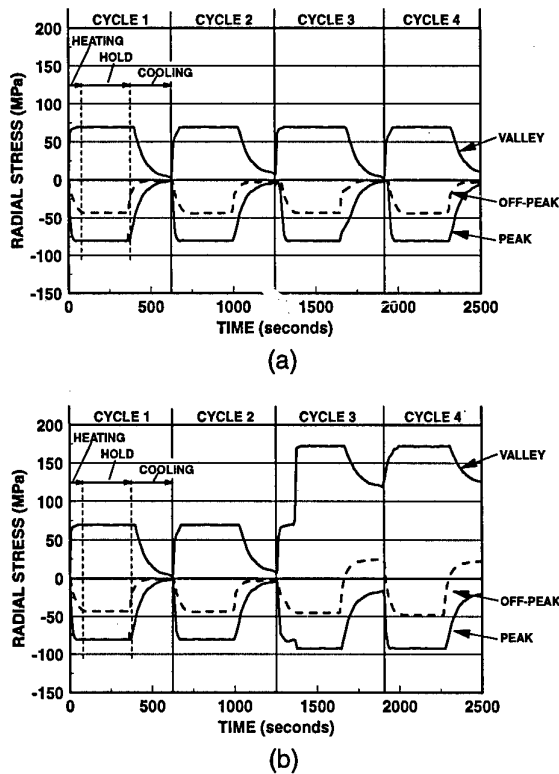 CYCLE 1 CYCLE 2 CYCLE 3 CYCLE 4
200
HEATING
HOLD
COOLING
150
100
50
0
-50
-100
-150
VALLEY
OFF-PEAK
PEAK
RADIAL STRESS (MPa)
0 500 1000 1500 2000 2500
TIME (seconds)
(a)
CYCLE 1 CYCLE 2 CYCLE 3 CYCLE 4
200
HEATING
HOLD
COOLING
150
100
50
0
-50
-100
-150
VALLEY
OFF-PEAK
PEAK
RADIAL STRESS (MPa)
0 500 1000 1500 2000 2500
TIME (seconds)
(b)